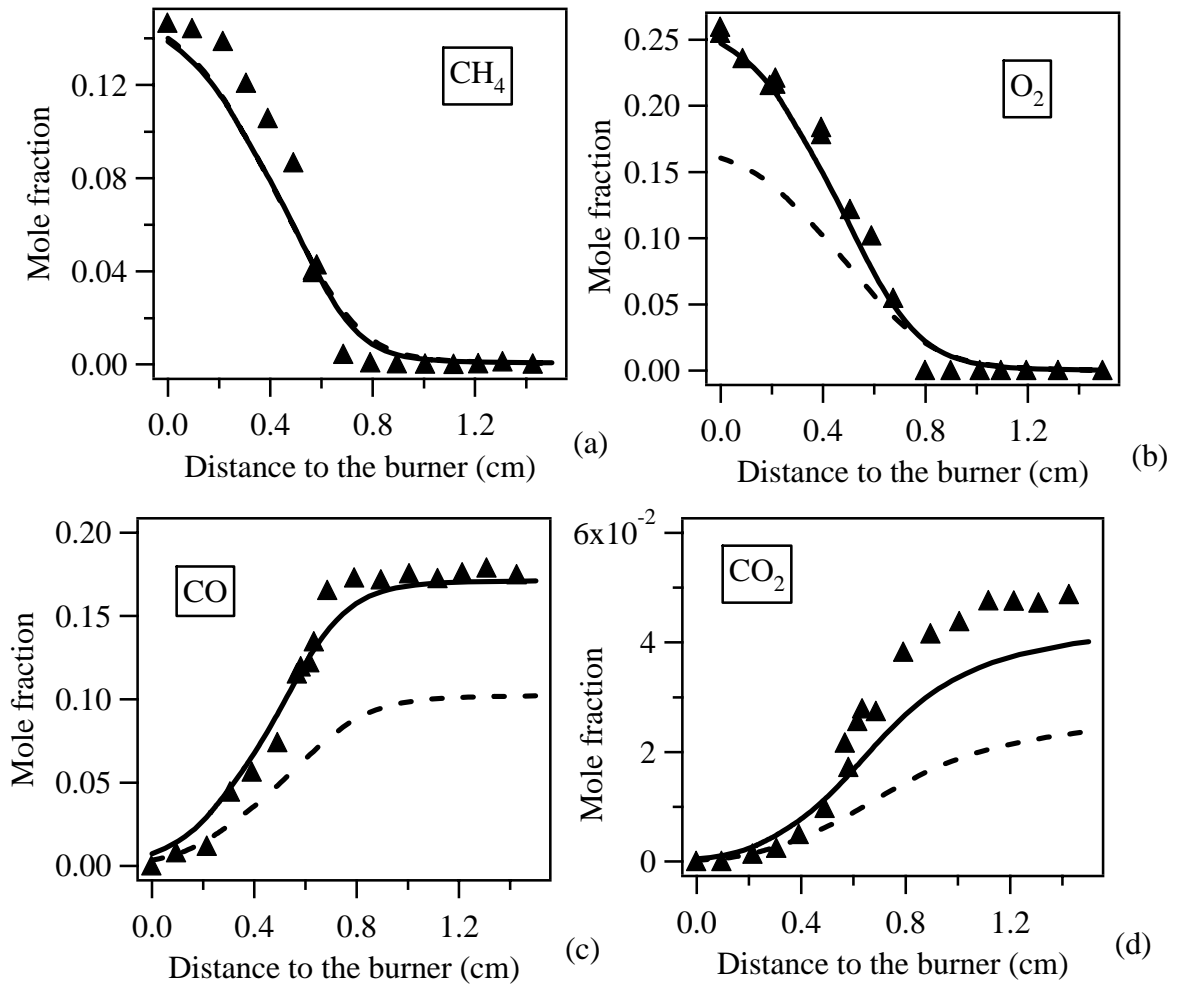 CH4
0.12
0.08
0.04
0.00
Mole fraction
0.0 0.4 0.8 1.2
Distance to the burner (cm)
(a)
O2
0.25
0.20
0.15
0.10
0.05
0.00
Mole fraction
0.0 0.4 0.8 1.2
Distance to the burner (cm)
(b)
CO
0.20
0.15
0.10
0.05
0.00
Mole fraction
0.0 0.4 0.8 1.2
Distance to the burner (cm)
(c)
CO2
6x10-2
4
2
0
Mole fraction
0.0 0.4 0.8 1.2
Distance to the burner (cm)
(d)